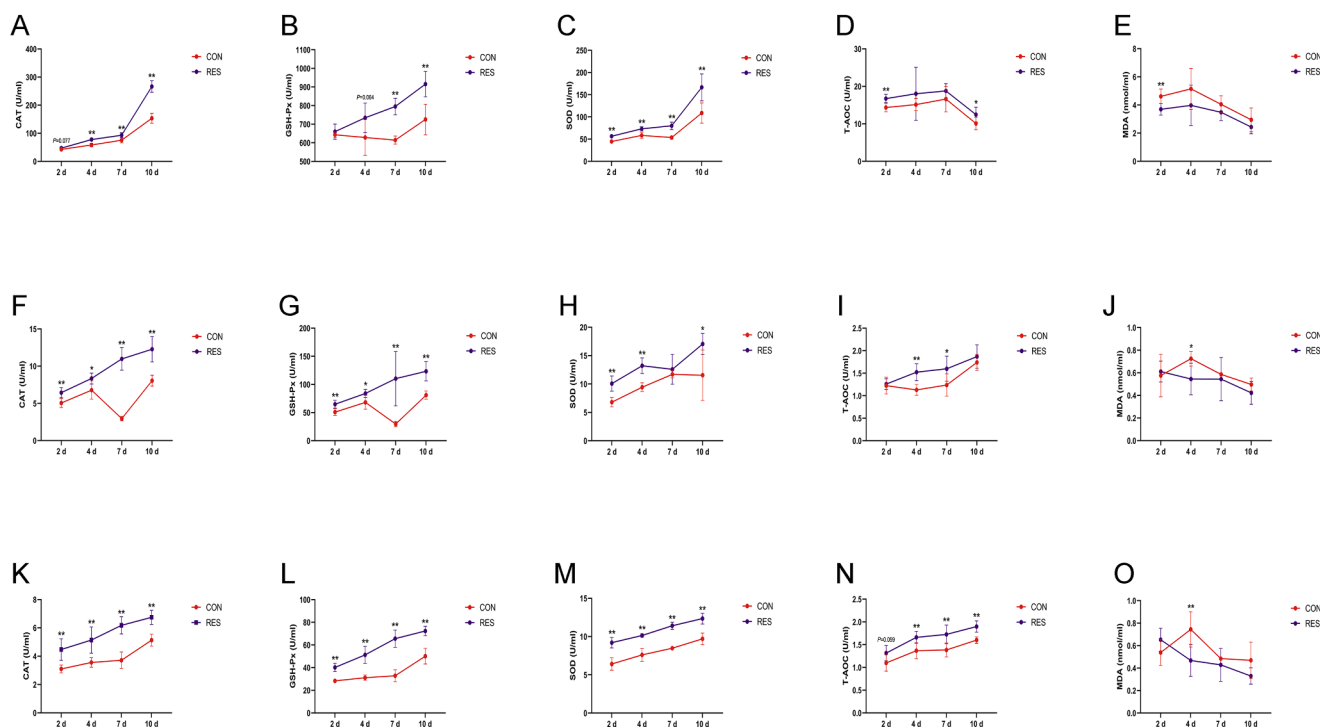 A
CAT (U/ml)
400
300
200
100
0
P=0.077
**
**
**
2 d 4 d 7 d 10 d
CON
RES
B
GSH-Px (U/ml)
1100
1000
900
800
700
600
500
P=0.064
**
**
2 d 4 d 7 d 10 d
CON
RES
C
SOD (U/ml)
250
200
150
100
50
0
**
**
**
**
2 d 4 d 7 d 10 d
CON
RES
D
T-AOC (U/ml)
30
20
10
0
**
*
2 d 4 d 7 d 10 d
CON
RES
E
MDA (nmol/ml)
8
6
4
2
0
**
2 d 4 d 7 d 10 d
CON
RES
F
CAT (U/ml)
15
10
5
0
**
*
**
**
2 d 4 d 7 d 10 d
CON
RES
G
GSH-Px (U/ml)
200
150
100
50
0
**
*
**
**
2 d 4 d 7 d 10 d
CON
RES
H
SOD (U/ml)
20
15
10
5
0
**
**
*
2 d 4 d 7 d 10 d
CON
RES
I
T-AOC (U/ml)
2.5
2.0
1.5
1.0
0.5
0.0
**
*
2 d 4 d 7 d 10 d
CON
RES
J
MDA (nmol/ml)
1.0
0.8
0.6
0.4
0.2
0.0
*
2 d 4 d 7 d 10 d
CON
RES
K
CAT (U/ml)
8
6
4
2
0
**
**
**
**
2 d 4 d 7 d 10 d
CON
RES
L
GSH-Px (U/ml)
100
80
60
40
20
0
**
**
**
**
2 d 4 d 7 d 10 d
CON
RES
M
SOD (U/ml)
15
10
5
0
**
**
**
**
2 d 4 d 7 d 10 d
CON
RES
N
T-AOC (U/ml)
2.5
2.0
1.5
1.0
0.5
0.0
P=0.059
**
**
**
2 d 4 d 7 d 10 d
CON
RES
O
MDA (nmol/ml)
1.0
0.8
0.6
0.4
0.2
0.0
**
2 d 4 d 7 d 10 d
CON
RES